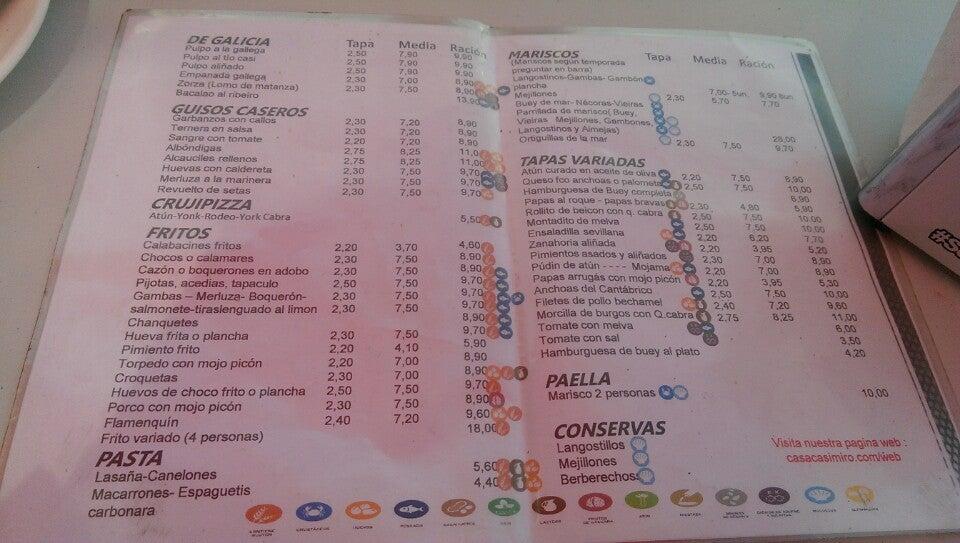 DE GALICIA Tapa Media Ración
Pulpo a la gallega 2,50 7,90 9,90
Pulpo al tio casi 2,50 7,90 9,90
Pulpo aliñado 2,50 7,90 9,90
Empanada gallega 2,30 7,00 8,90
Zorza (Lomo de matanza) 2,30 7,50 8,90
Bacalao al ribeiro 13,90
GUISOS CASEROS
Garbanzos con callos 2,30 7,20 8,90
Ternera en salsa 2,30 7,20 8,90
Sangre con tomate 2,20 7,20 8,90
Albóndigas 2,75 8,25 11,00
Alcauciles rellenos 2,75 8,25 11,00
Huevas con caldereta 2,30 7,50 9,70
Merluza a la marinera 2,30 7,50 9,70
Revuelto de setas 2,30 7,50 9,70
CRUJIPIZZA
Atún-Yonk-Rodeo-York Cabra 5,50
FRITOS
Calabacines fritos 2,20 3,70 4,60
Chocos o calamares 2,30 7,50 8,90
Cazón o boquerones en adobo 2,30 7,50 8,90
Pijotas, acedias, tapaculo 2,50 7,50 9,70
Gambas – Merluza- Boquerón- 2,30 7,50 9,70
salmonete-tirasienguado al limon 2,30 7,50 8,90
Chanquetes 9,70
Hueva frita o plancha 2,30 7,50 5,90
Pimiento frito 2,20 4,10 8,90
Torpedo con mojo picón 2,20 7,00 8,90
Croquetas 2,30 7,00 9,70
Huevos de choco frito o plancha 2,50 7,50 8,90
Porco con mojo picón 2,30 7,50 9,60
Flamenquín 2,40 7,20 18,00
Frito variado (4 personas)
PASTA
Lasaña-Canelones 5,60
Macarrones- Espaguetis 4,40
carbonara
MARISCOS Tapa Media Ración
(Mariscos según temporada
preguntar en barra)
Langostinos-Gambas- Gambón
plancha 7,00- 5un. 9,90 8un
Mejillones 2,30 5,70 7,70
Buey de mar- Nécoras-Vieiras
Parrillada de marisco( Buey,
Vieiras Mejillones, Gambones,
Langostinos y Almejas) 28,00
Ortiguillas de la mar 2,30 7,50 9,70
TAPAS VARIADAS
Atún curado en aceite de oliva 2,20 7,50 8,90
Queso fco anchoas o palometa 2,50 7,50 10,00
Hamburguesa de Buey completa 8,90
Papas al roque - papas bravas 2,30 4,80 5,90
Rollito de beicon con q. cabra 2,50 7,50 10,00
Montadito de melva 2,50 7,50 10,00
Ensaladilla sevillana 2,20 6,20 7,70
Zanahoria aliñada 2,20 3,95 5,20
Pimientos asados y aliñados 2,30 7,00 8,90
Púdin de atún - - - - Mojama 2,20 7,00 8,90
Papas arrugás con mojo picón 2,20 3,95 5,30
Anchoas del Cantábrico 2,50 7,50 10,00
Filetes de pollo bechamel 2,40 7,20 9,60
Morcilla de burgos con Q.cabra 2,75 8,25 11,00
Tomate con melva 6,00
Tomate con sal 3,50
Hamburguesa de buey al plato 4,20
PAELLA
Marisco 2 personas 10,00
CONSERVAS
Langostillos
Mejillones
Berberechos
Visita nuestra pagina web :
casacasimiro.com/web